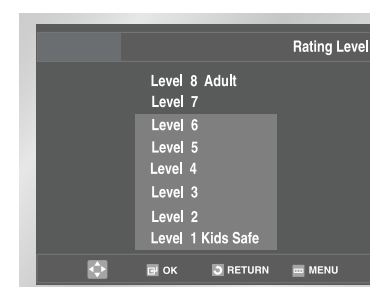 Rating Level
Level 8 Adult
Level 7
Level 6
Level 5
Level 4
Level 3
Level 2
Level 1 Kids Safe
OK RETURN MENU